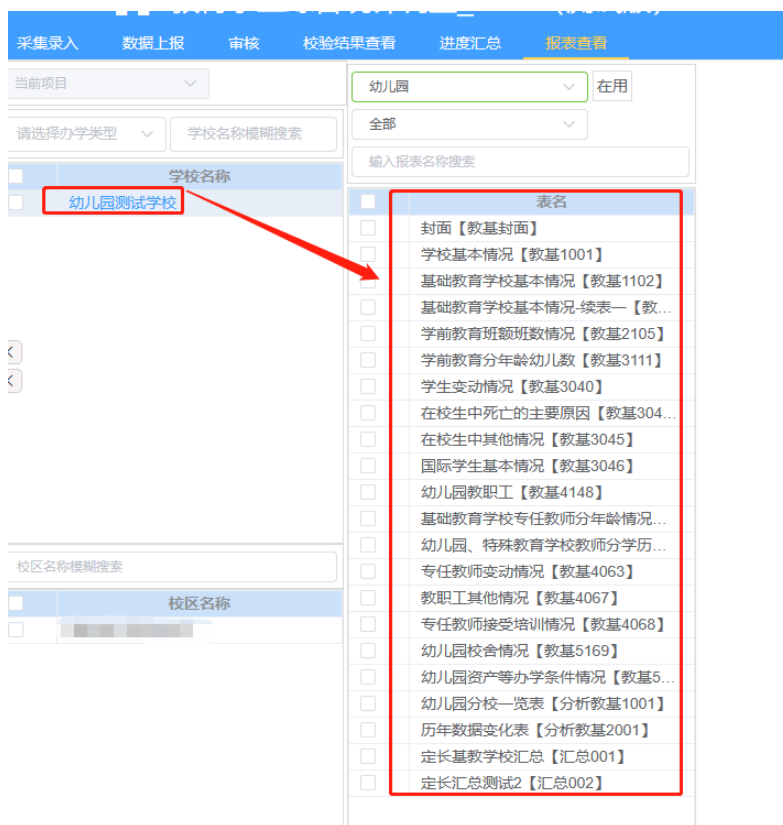 采集录入 数据上报 审核 校验结果查看 进度汇总 报表查看
当前项目
请选择办学类型 学校名称模糊搜索
学校名称
幼儿园测试学校
校区名称模糊搜索
校区名称
幼儿园 在用
全部
输入报表名称搜索
表名
封面【教基封面】
学校基本情况【教基1001】
基础教育学校基本情况【教基1102】
基础教育学校基本情况-续表一【教...
学前教育班额班数情况【教基2105】
学前教育分年龄幼儿数【教基3111】
学生变动情况【教基3040】
在校生中死亡的主要原因【教基304...
在校生中其他情况【教基3045】
国际学生基本情况【教基3046】
幼儿园教职工【教基4148】
基础教育学校专任教师分年龄情况...
幼儿园、特殊教育学校教师分学历...
专任教师变动情况【教基4063】
教职工其他情况【教基4067】
专任教师接受培训情况【教基4068】
幼儿园校舍情况【教基5169】
幼儿园资产等办学条件情况【教基5...
幼儿园分校一览表【分析教基1001】
历年数据变化表【分析教基2001】
定长基教学校汇总【汇总001】
定长汇总测试2【汇总002】